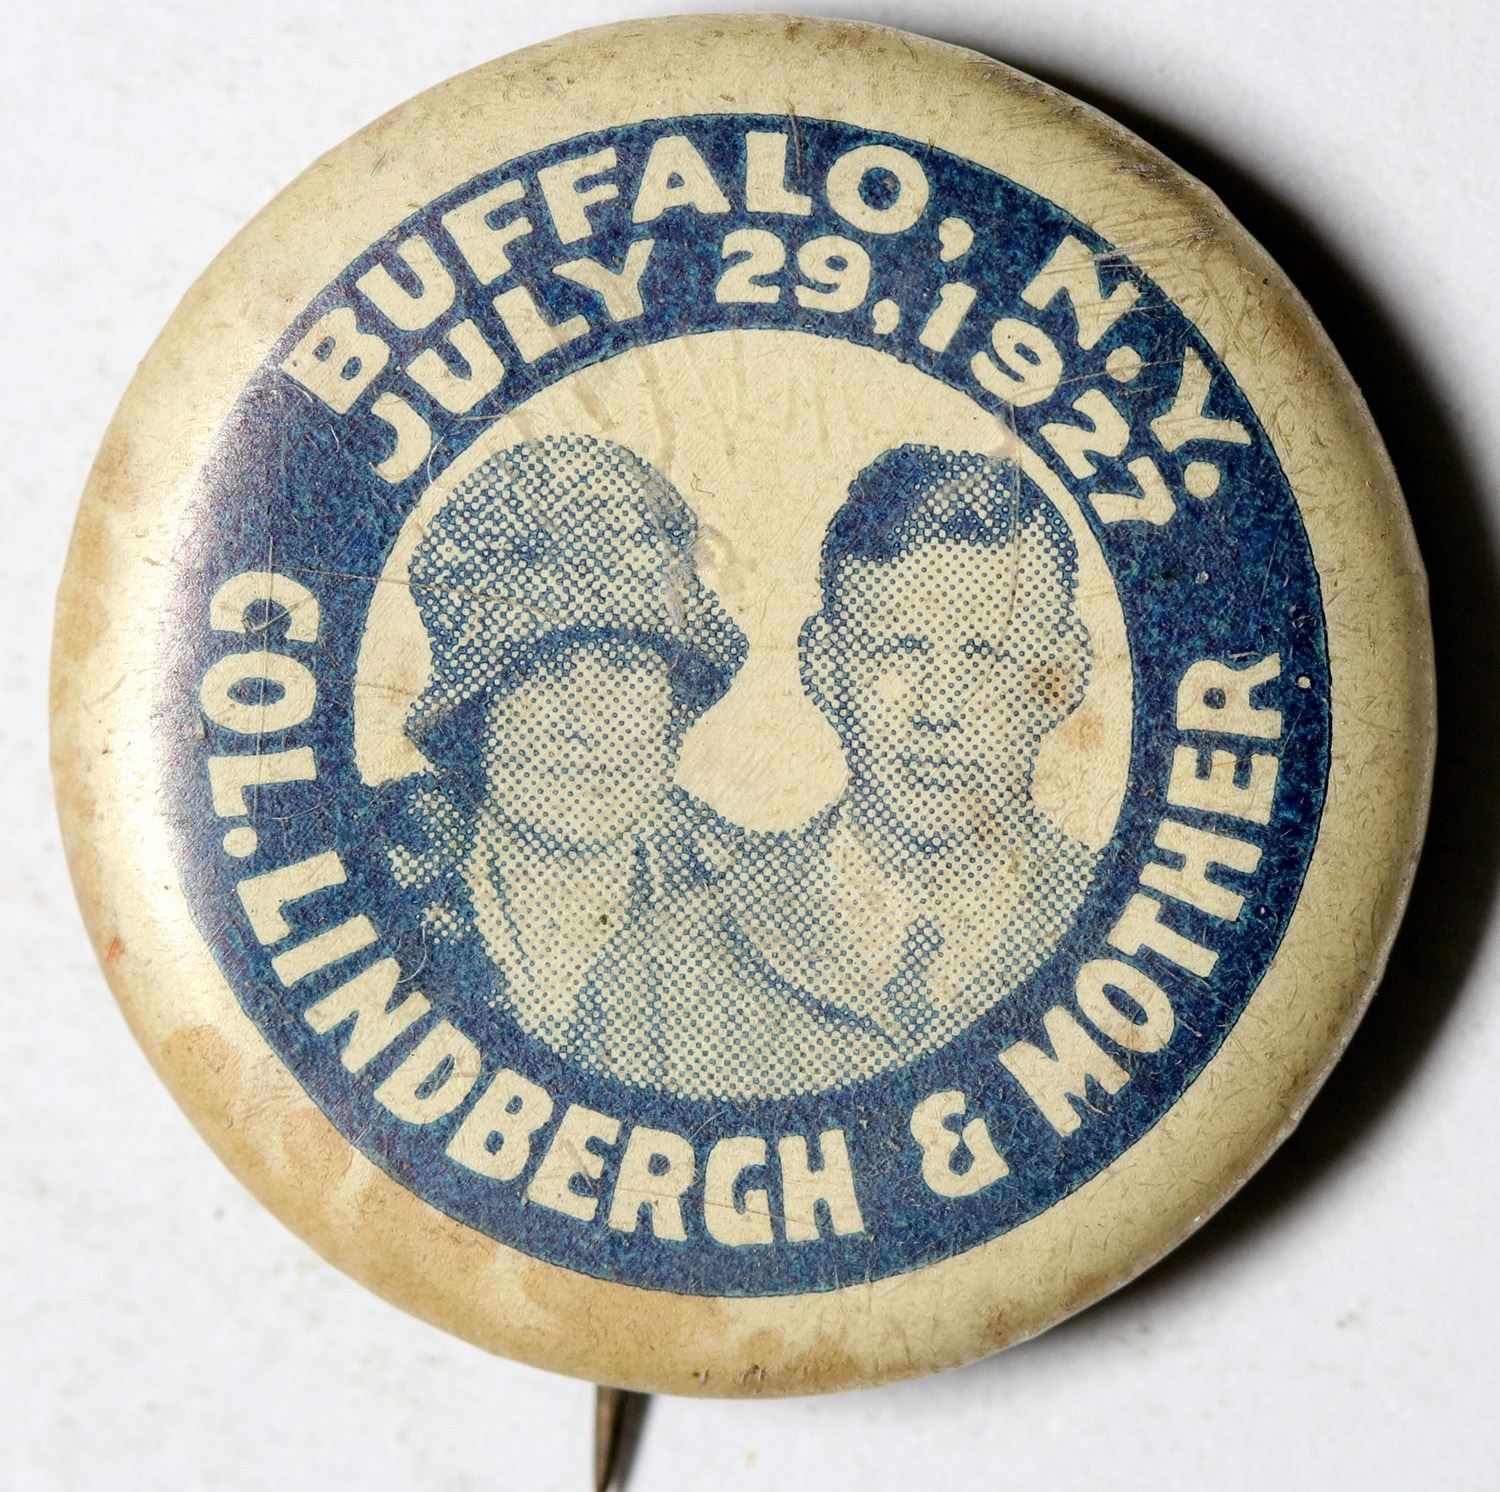 BUFFALO, N.Y.
JULY 29, 1927
COL. LINDBERGH & MOTHER